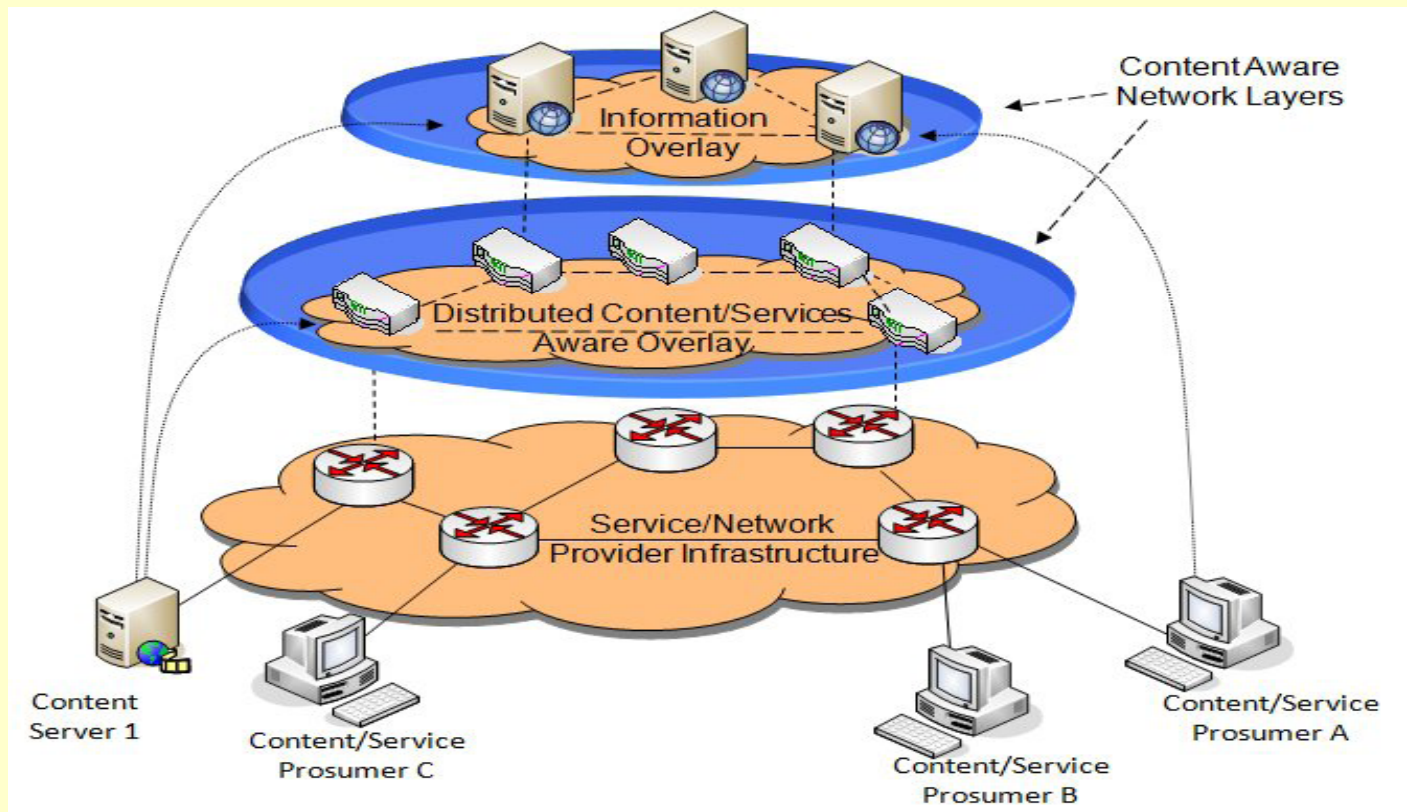 Content Aware
Network Layers
Information
Overlay
Distributed Content/Services
Aware Overlay
Service/Network
Provider Infrastructure
Content
Server 1
Content/Service
Prosumer C
Content/Service
Prosumer B
Content/Service
Prosumer A